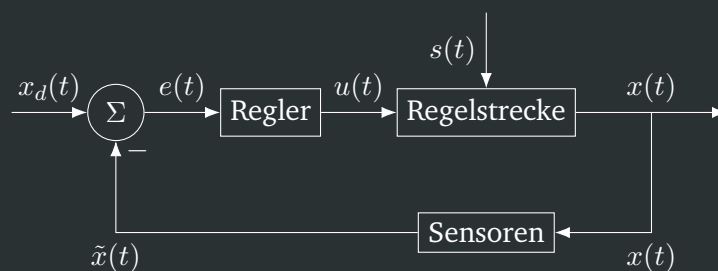 s(t)
x_d(t)
Σ
e(t)
Regler
u(t)
Regelstrecke
x(t)
−
Sensoren
x̃(t)
x(t)